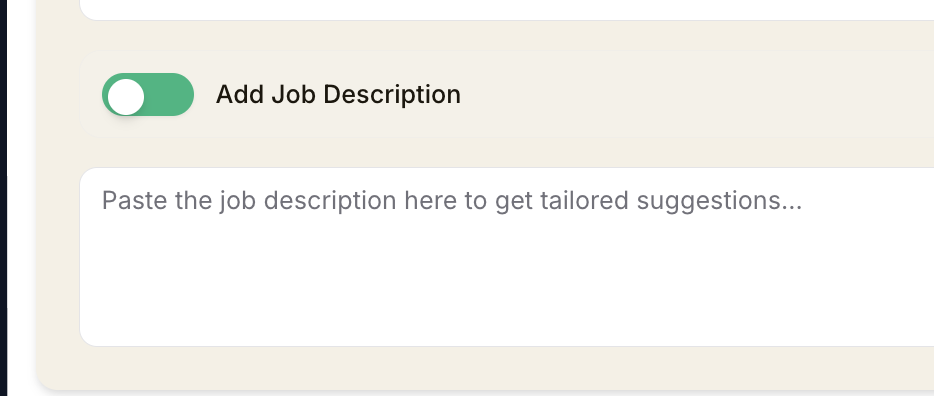 Add Job Description
Paste the job description here to get tailored suggestions...